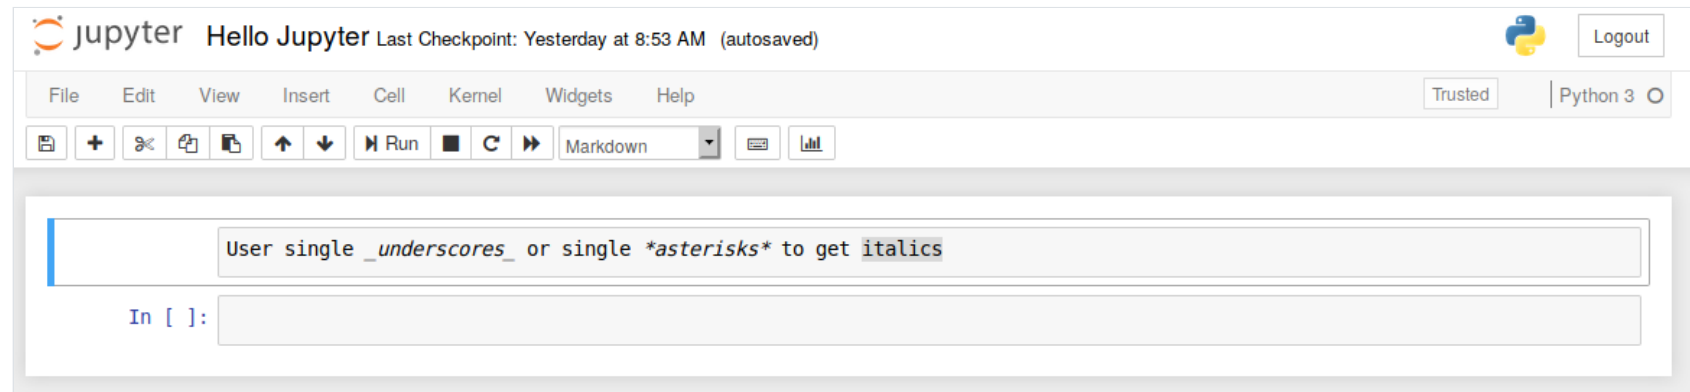 jupyter Hello Jupyter Last Checkpoint: Yesterday at 8:53 AM (autosaved) Logout
File Edit View Insert Cell Kernel Widgets Help Trusted Python 3
Run Markdown
User single _underscores_ or single *asterisks* to get italics
In [ ]: